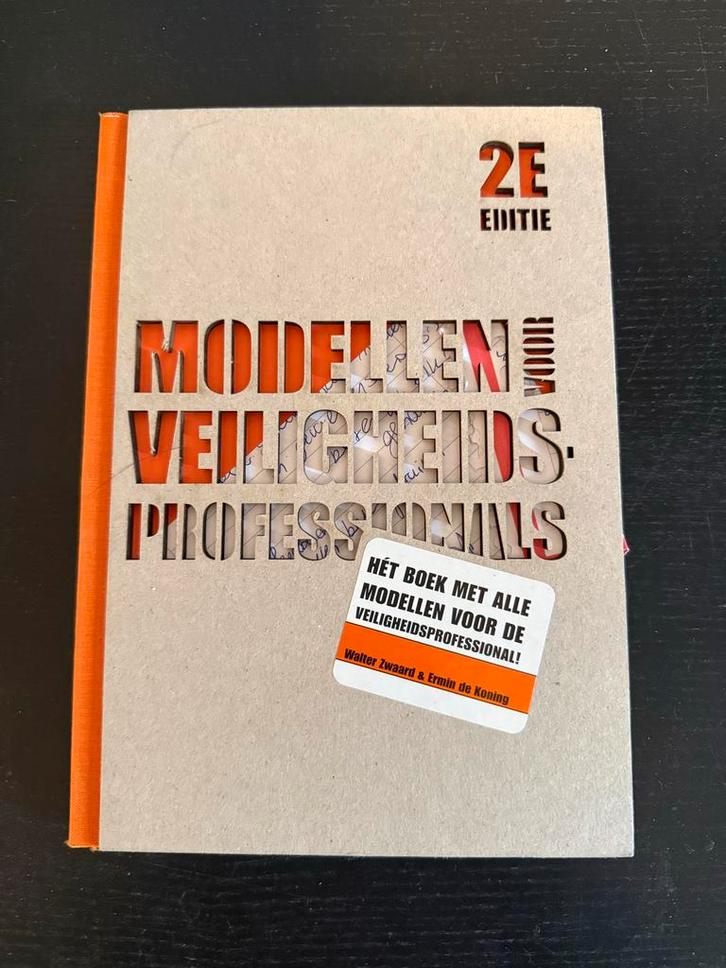 2E
EDITIE
MODELLEN VOOR
VEILIGHEIDS-
PROFESSIONALS
HÉT BOEK MET ALLE
MODELLEN VOOR DE
VEILIGHEIDSPROFESSIONAL!
Walter Zwaard & Ermin de Koning